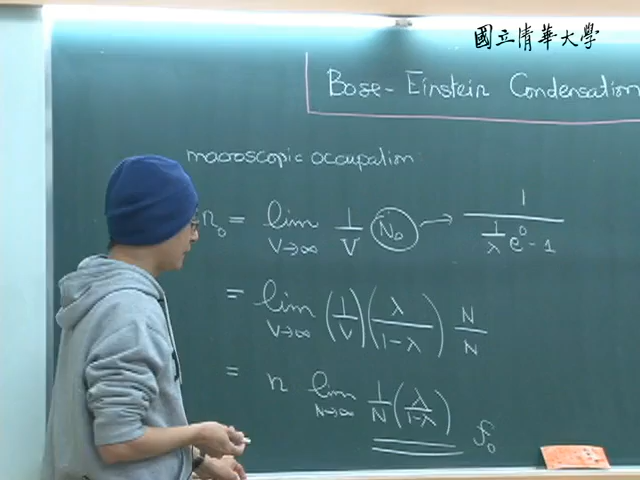 國立清華大學
Bose-Einstein Condensation
macroscopic occupation
n₀ = lim V→∞ 1/V N₀ → 1/(1/λ e⁰-1)
= lim V→∞ (1/V)(λ/(1-λ)) N/N
= n lim N→∞ 1/N (λ/(1-λ)) f₀